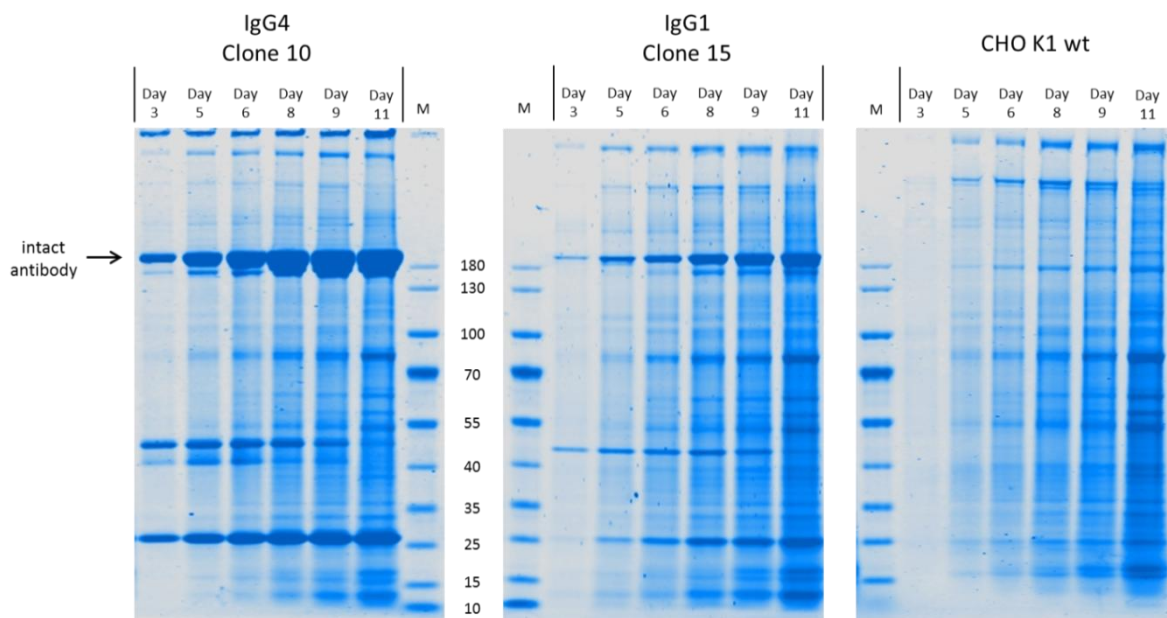 IgG4
Clone 10
IgG1
Clone 15
CHO K1 wt
Day Day Day Day Day Day
3 5 6 8 9 11 M
M Day Day Day Day Day Day
3 5 6 8 9 11
M Day Day Day Day Day Day
3 5 6 8 9 11
intact
antibody
180
130
100
70
55
40
35
25
15
10